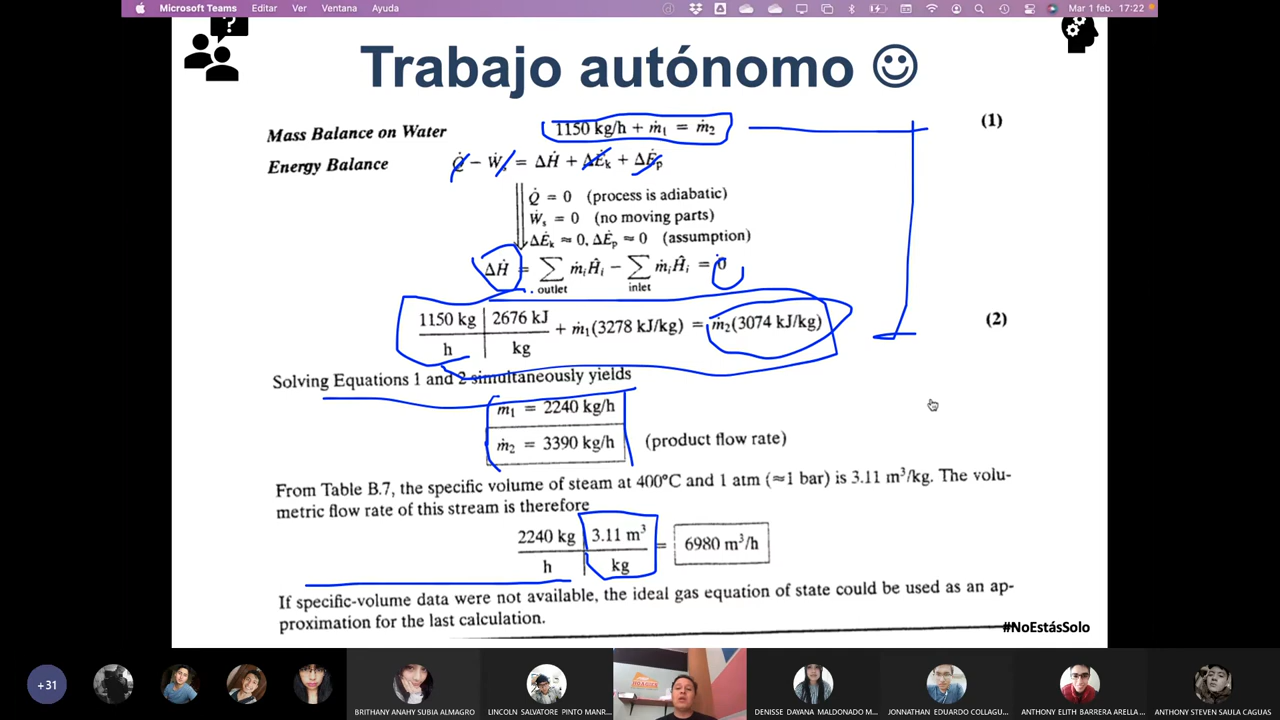 Microsoft Teams Editar Ver Ventana Ayuda Mar 1 feb. 17:22
?
Trabajo autónomo ☺
Mass Balance on Water 1150 kg/h + ṁ₁ = ṁ₂ (1)
Energy Balance Q̇ − Ẇₛ = ΔḢ + ΔĖₖ + ΔĖₚ
Q̇ = 0 (process is adiabatic)
Ẇₛ = 0 (no moving parts)
ΔĖₖ ≈ 0, ΔĖₚ ≈ 0 (assumption)
ΔḢ = ∑ ṁᵢĤᵢ − ∑ ṁᵢĤᵢ = 0
outlet inlet
1150 kg | 2676 kJ + ṁ₁(3278 kJ/kg) = ṁ₂(3074 kJ/kg) (2)
h | kg
Solving Equations 1 and 2 simultaneously yields
ṁ₁ = 2240 kg/h
ṁ₂ = 3390 kg/h (product flow rate)
From Table B.7, the specific volume of steam at 400°C and 1 atm (≈1 bar) is 3.11 m³/kg. The volu-
metric flow rate of this stream is therefore
2240 kg | 3.11 m³ = 6980 m³/h
h | kg
If specific-volume data were not available, the ideal gas equation of state could be used as an ap-
proximation for the last calculation.
#NoEstásSolo
+31
BRITHANY ANAHY SUBIA ALMAGRO LINCOLN SALVATORE PINTO MANR... DENISSE DAYANA MALDONADO M... JONNATHAN EDUARDO COLLAGU... ANTHONY ELITH BARRERA ARELLA ... ANTHONY STEVEN SAULA CAGUAS